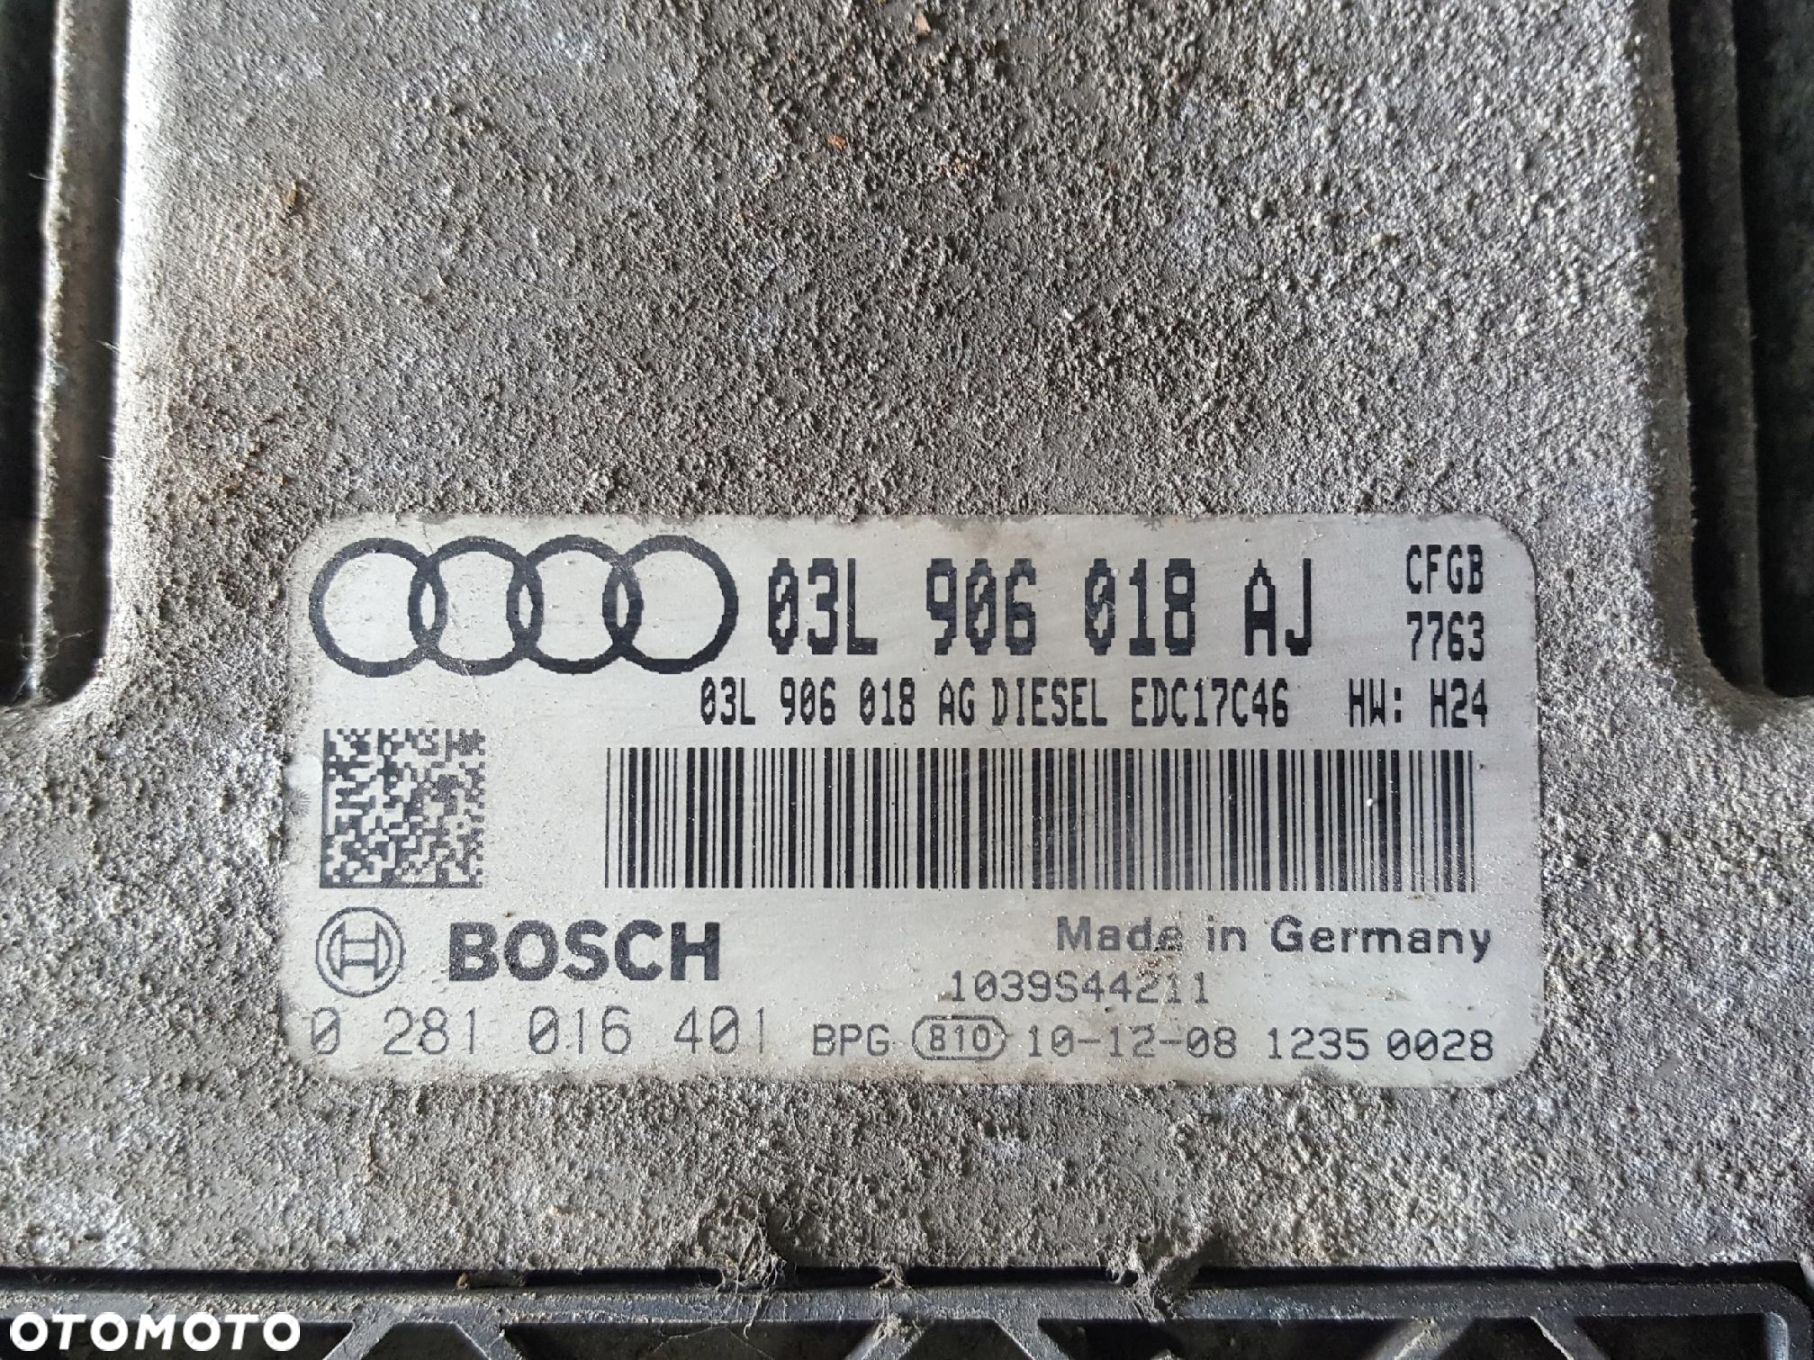 03L 906 018 AJ CFGB
7763
03L 906 018 AG DIESEL EDC17C46 HW: H24
BOSCH
Made in Germany
1039S44211
0 281 016 401 BPG 810 10-12-08 1235 0028
OTOMOTO